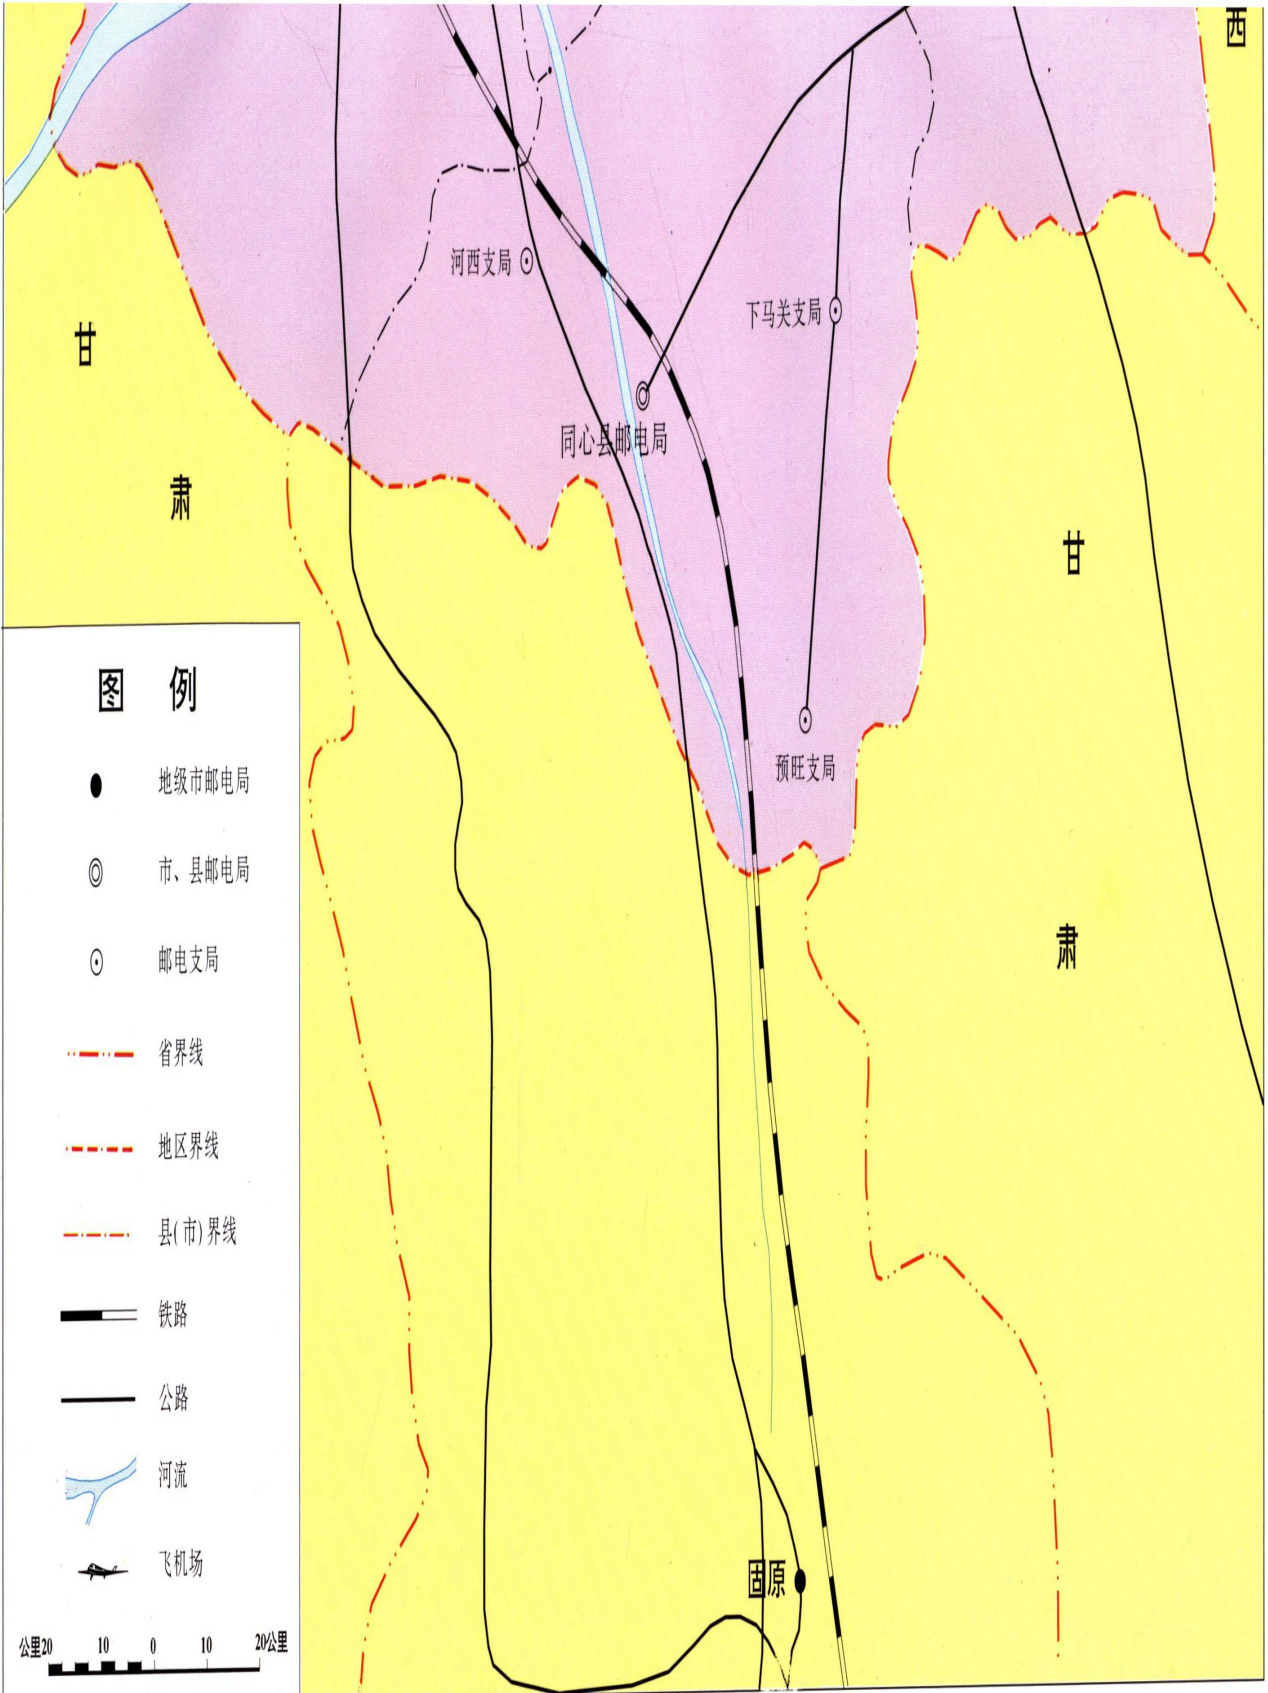 西
河西支局
下马关支局
甘
同心县邮电局
肃
甘
预旺支局
肃
固原
图 例
地级市邮电局
市、县邮电局
邮电支局
省界线
地区界线
县(市)界线
铁路
公路
河流
飞机场
公里20 10 0 10 20公里